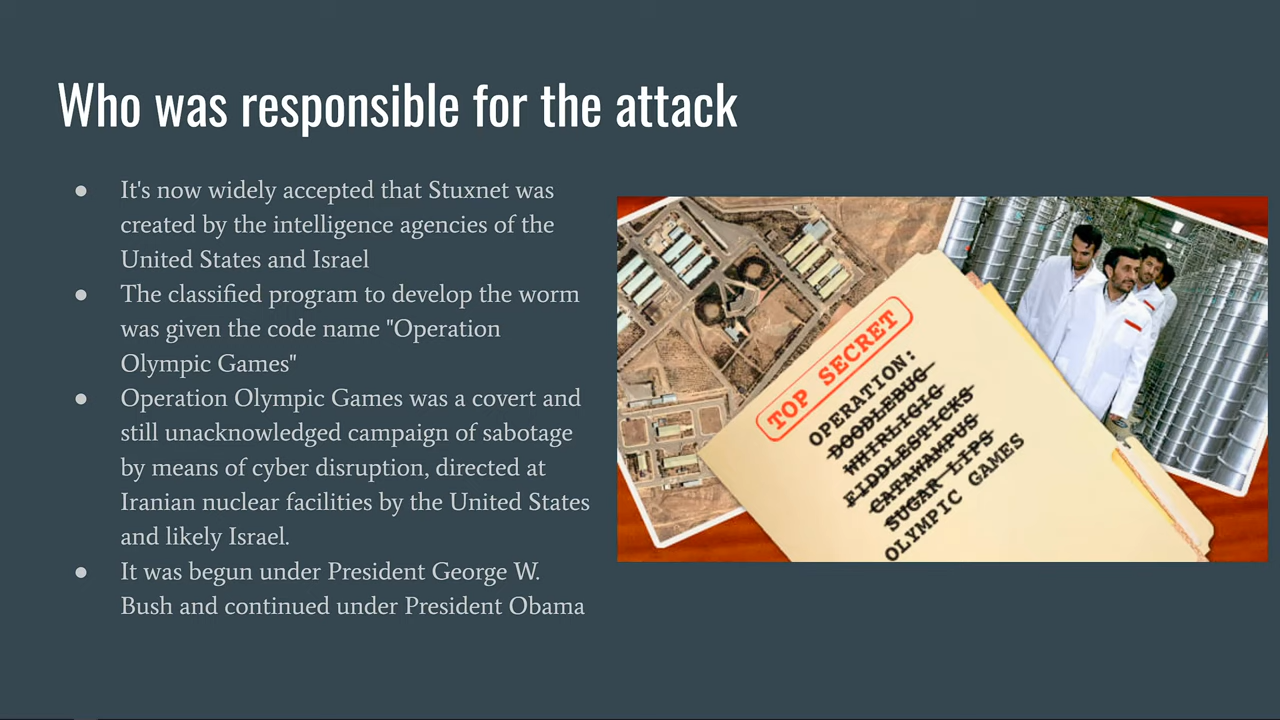 Who was responsible for the attack
● It's now widely accepted that Stuxnet was
created by the intelligence agencies of the
United States and Israel
● The classified program to develop the worm
was given the code name "Operation
Olympic Games"
● Operation Olympic Games was a covert and
still unacknowledged campaign of sabotage
by means of cyber disruption, directed at
Iranian nuclear facilities by the United States
and likely Israel.
● It was begun under President George W.
Bush and continued under President Obama
TOP SECRET
OPERATION:
DOODLEBUG
WHIRLIGIG
FIDDLESTICKS
CATAWAMPUS
SUGAR LIPS
OLYMPIC GAMES